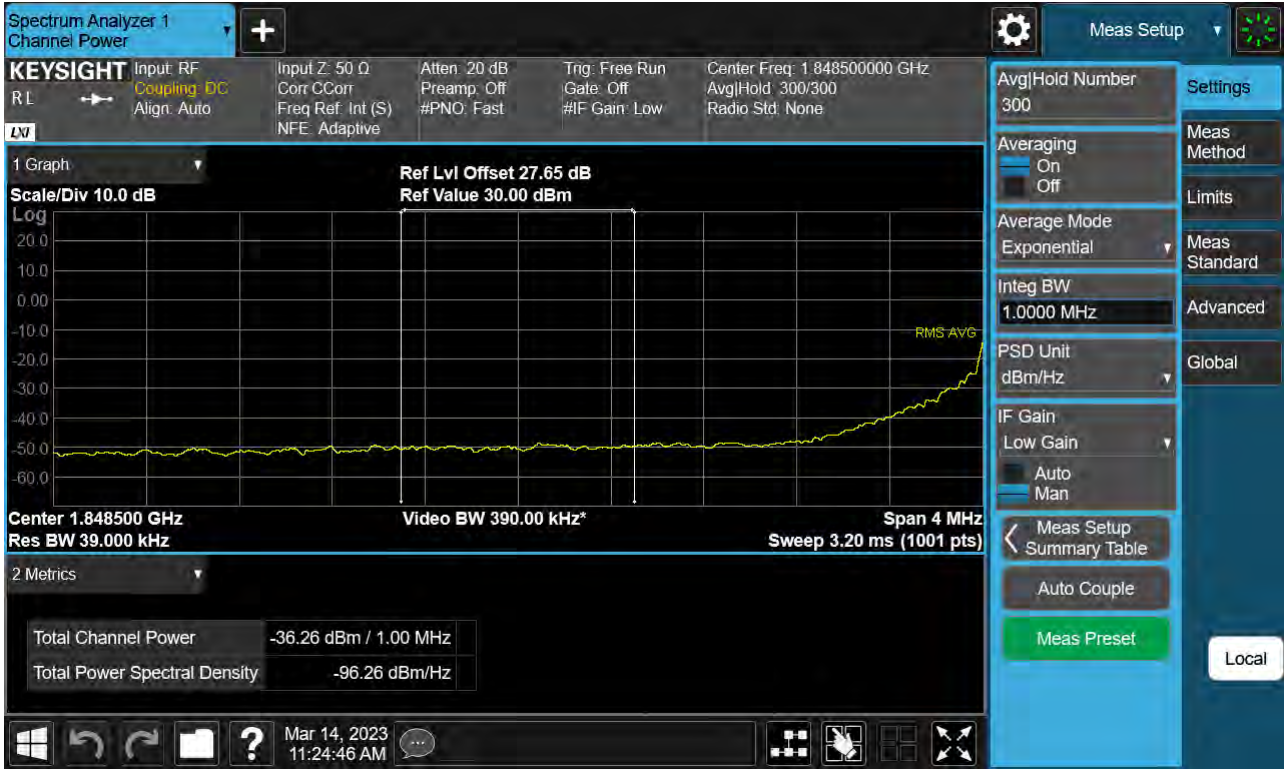 Spectrum Analyzer 1
Channel Power
+
Meas Setup
KEYSIGHT
R L
LXI
Input: RF
Coupling: DC
Align: Auto
Input Z: 50 Ω
Corr CCorr
Freq Ref: Int (S)
NFE: Adaptive
Atten: 20 dB
Preamp: Off
#PNO: Fast
Trig: Free Run
Gate: Off
#IF Gain: Low
Center Freq: 1.848500000 GHz
Avg|Hold: 300/300
Radio Std: None
1 Graph
Scale/Div 10.0 dB
Ref Lvl Offset 27.65 dB
Ref Value 30.00 dBm
Log
20.0
10.0
0.00
-10.0
-20.0
-30.0
-40.0
-50.0
-60.0
RMS AVG
Center 1.848500 GHz
Res BW 39.000 kHz
Video BW 390.00 kHz*
Span 4 MHz
Sweep 3.20 ms (1001 pts)
2 Metrics
Total Channel Power -36.26 dBm / 1.00 MHz
Total Power Spectral Density -96.26 dBm/Hz
Avg|Hold Number
300
Averaging
On
Off
Average Mode
Exponential
Integ BW
1.0000 MHz
PSD Unit
dBm/Hz
IF Gain
Low Gain
Auto
Man
Meas Setup
Summary Table
Auto Couple
Meas Preset
Settings
Meas
Method
Limits
Meas
Standard
Advanced
Global
Local
?
Mar 14, 2023
11:24:46 AM